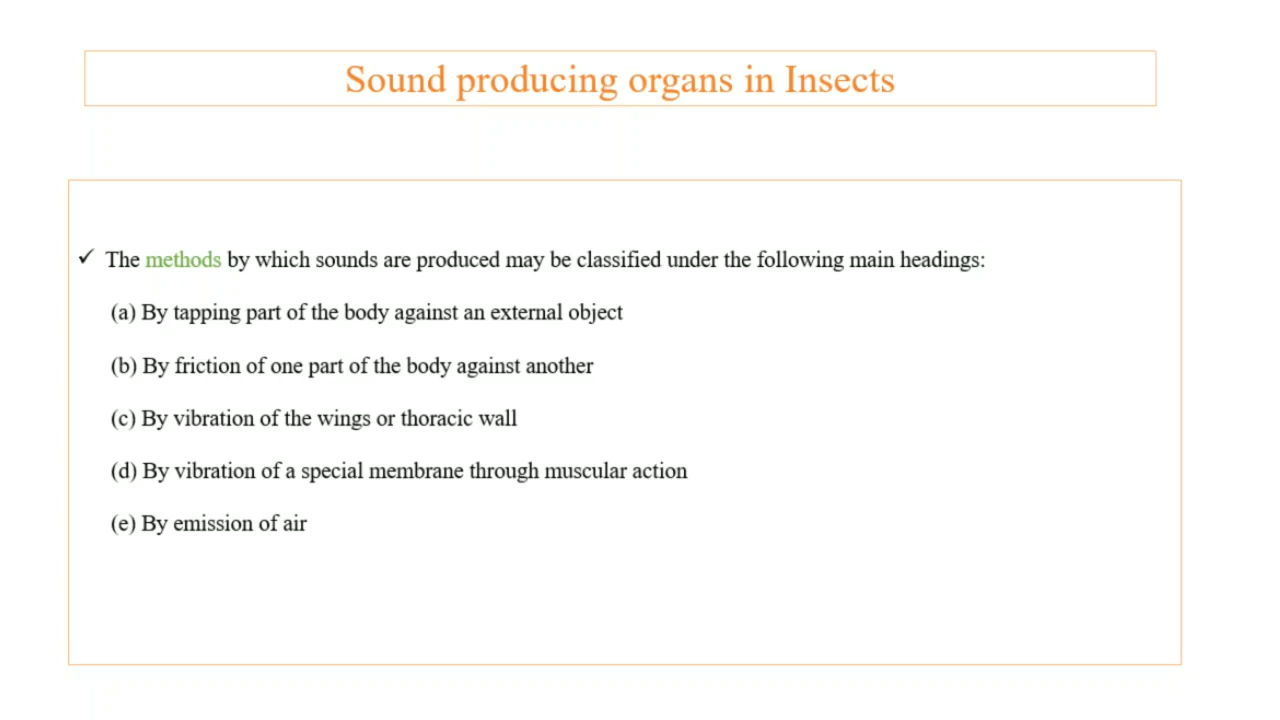 Sound producing organs in Insects
✓ The methods by which sounds are produced may be classified under the following main headings:
(a) By tapping part of the body against an external object
(b) By friction of one part of the body against another
(c) By vibration of the wings or thoracic wall
(d) By vibration of a special membrane through muscular action
(e) By emission of air